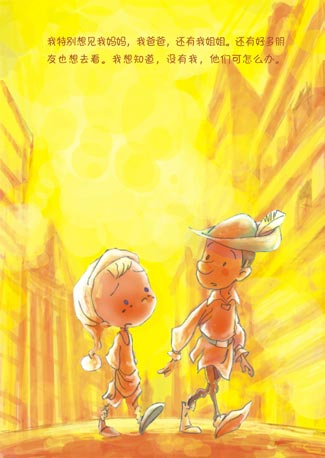 我特别想见我妈妈，我爸爸，还有我姐姐。还有好多朋
友也想去看。我想知道，没有我，他们可怎么办。